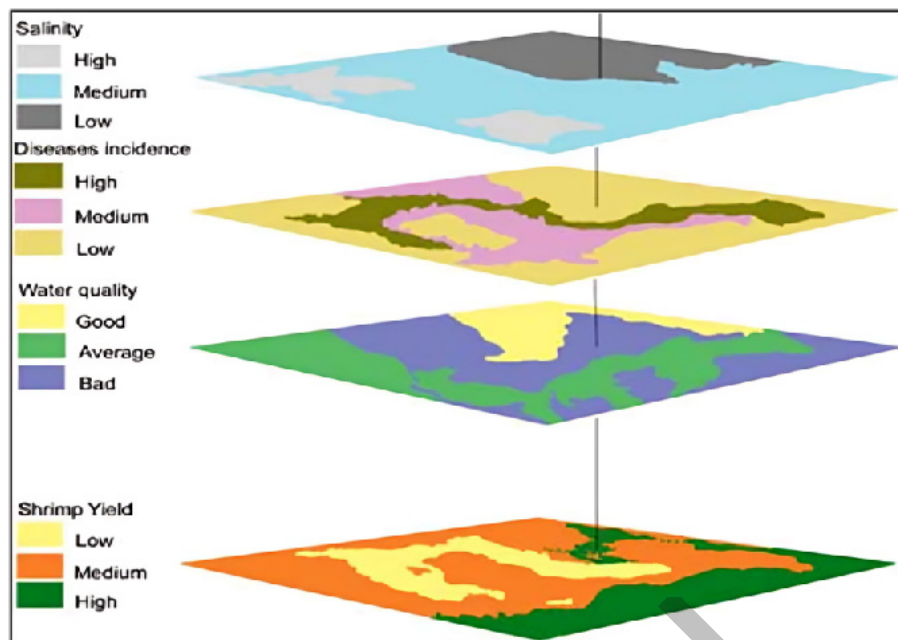 Salinity
High
Medium
Low
Diseases incidence
High
Medium
Low
Water quality
Good
Average
Bad
Shrimp Yield
Low
Medium
High